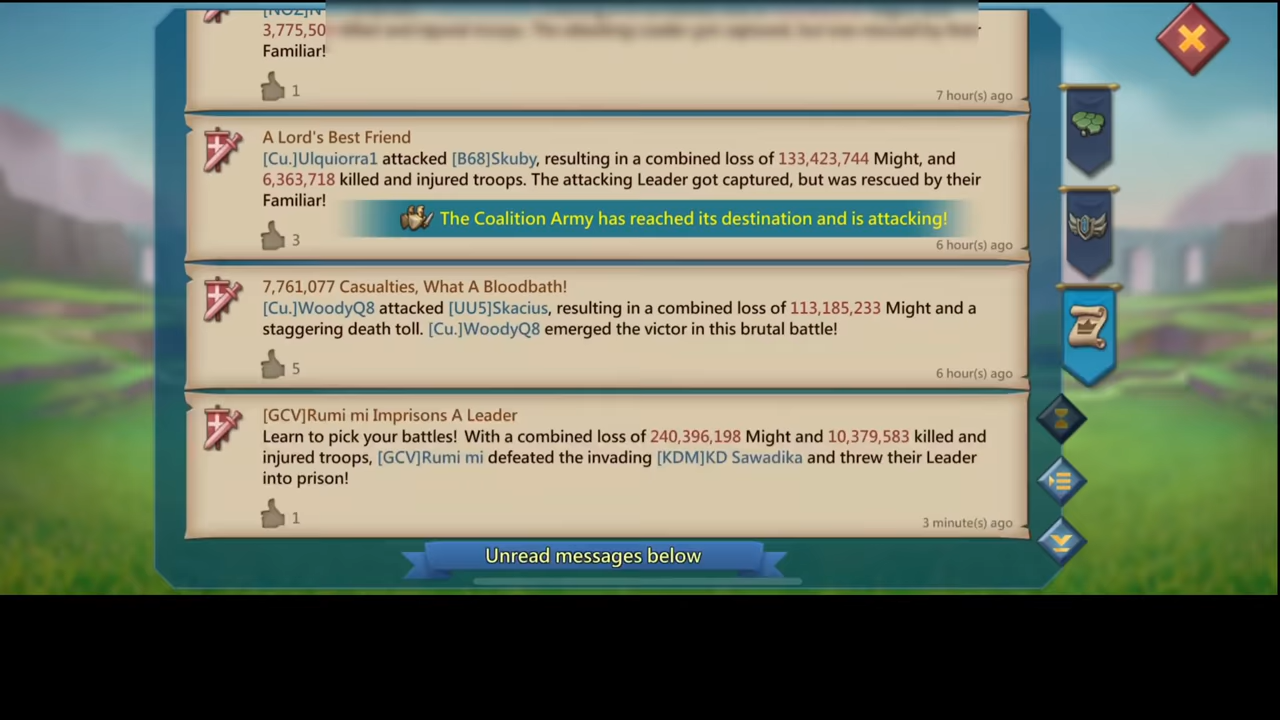 3,775,50
Familiar!
1
7 hour(s) ago
A Lord's Best Friend
[Cu.]Ulquiorra1 attacked [B68]Skuby, resulting in a combined loss of 133,423,744 Might, and
6,363,718 killed and injured troops. The attacking Leader got captured, but was rescued by their
Familiar!
The Coalition Army has reached its destination and is attacking!
3
6 hour(s) ago
7,761,077 Casualties, What A Bloodbath!
[Cu.]WoodyQ8 attacked [UU5]Skacius, resulting in a combined loss of 113,185,233 Might and a
staggering death toll. [Cu.]WoodyQ8 emerged the victor in this brutal battle!
5
6 hour(s) ago
[GCV]Rumi mi Imprisons A Leader
Learn to pick your battles! With a combined loss of 240,396,198 Might and 10,379,583 killed and
injured troops, [GCV]Rumi mi defeated the invading [KDM]KD Sawadika and threw their Leader
into prison!
1
3 minute(s) ago
Unread messages below